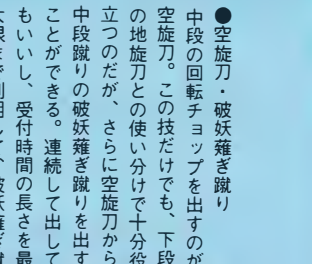 ●空旋刀・破妖薙ぎ蹴り
中段の回転チョップを出すのが
空旋刀。この技だけでも、下段
の地旋刀との使い分けで十分役
立つのだが、さらに空旋刀から
中段蹴りの破妖薙ぎ蹴りを出す
ことができる。連続して出して
もいいし、受付時間の長さを最